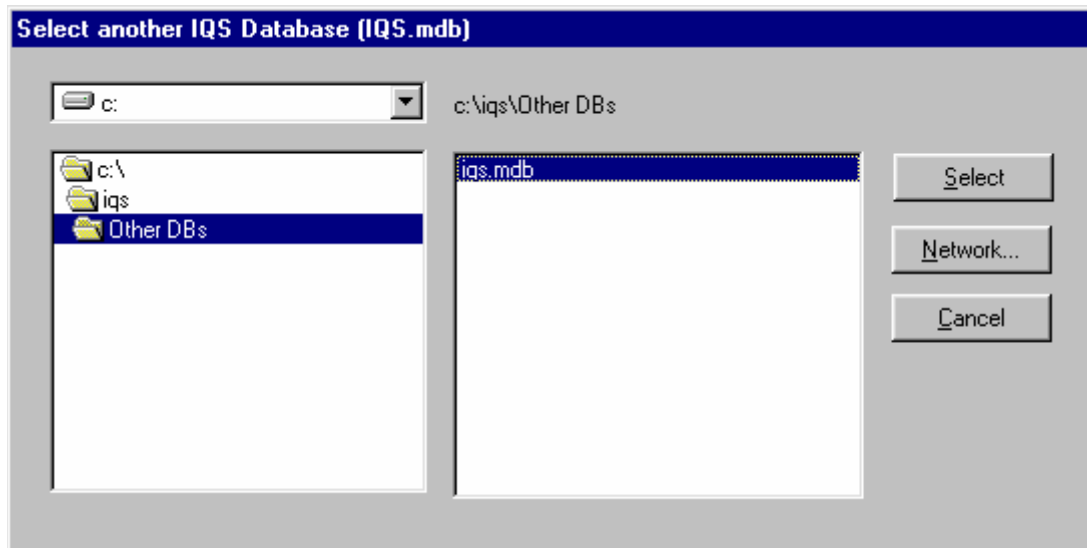 Select another IQS Database (IQS.mdb)
c:
c:\iqs\Other DBs
c:\
iqs
Other DBs
iqs.mdb
Select
Network...
Cancel